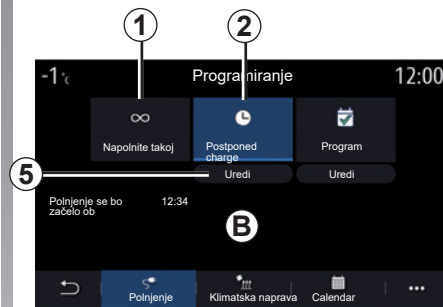 1
2
-1°c
Programiranje
12:00
Napolnite takoj
Postponed
charge
Program
5
Uredi
Uredi
Polnjenje se bo
začelo ob
12:34
B
Polnjenje
Klimatska naprava
Calendar